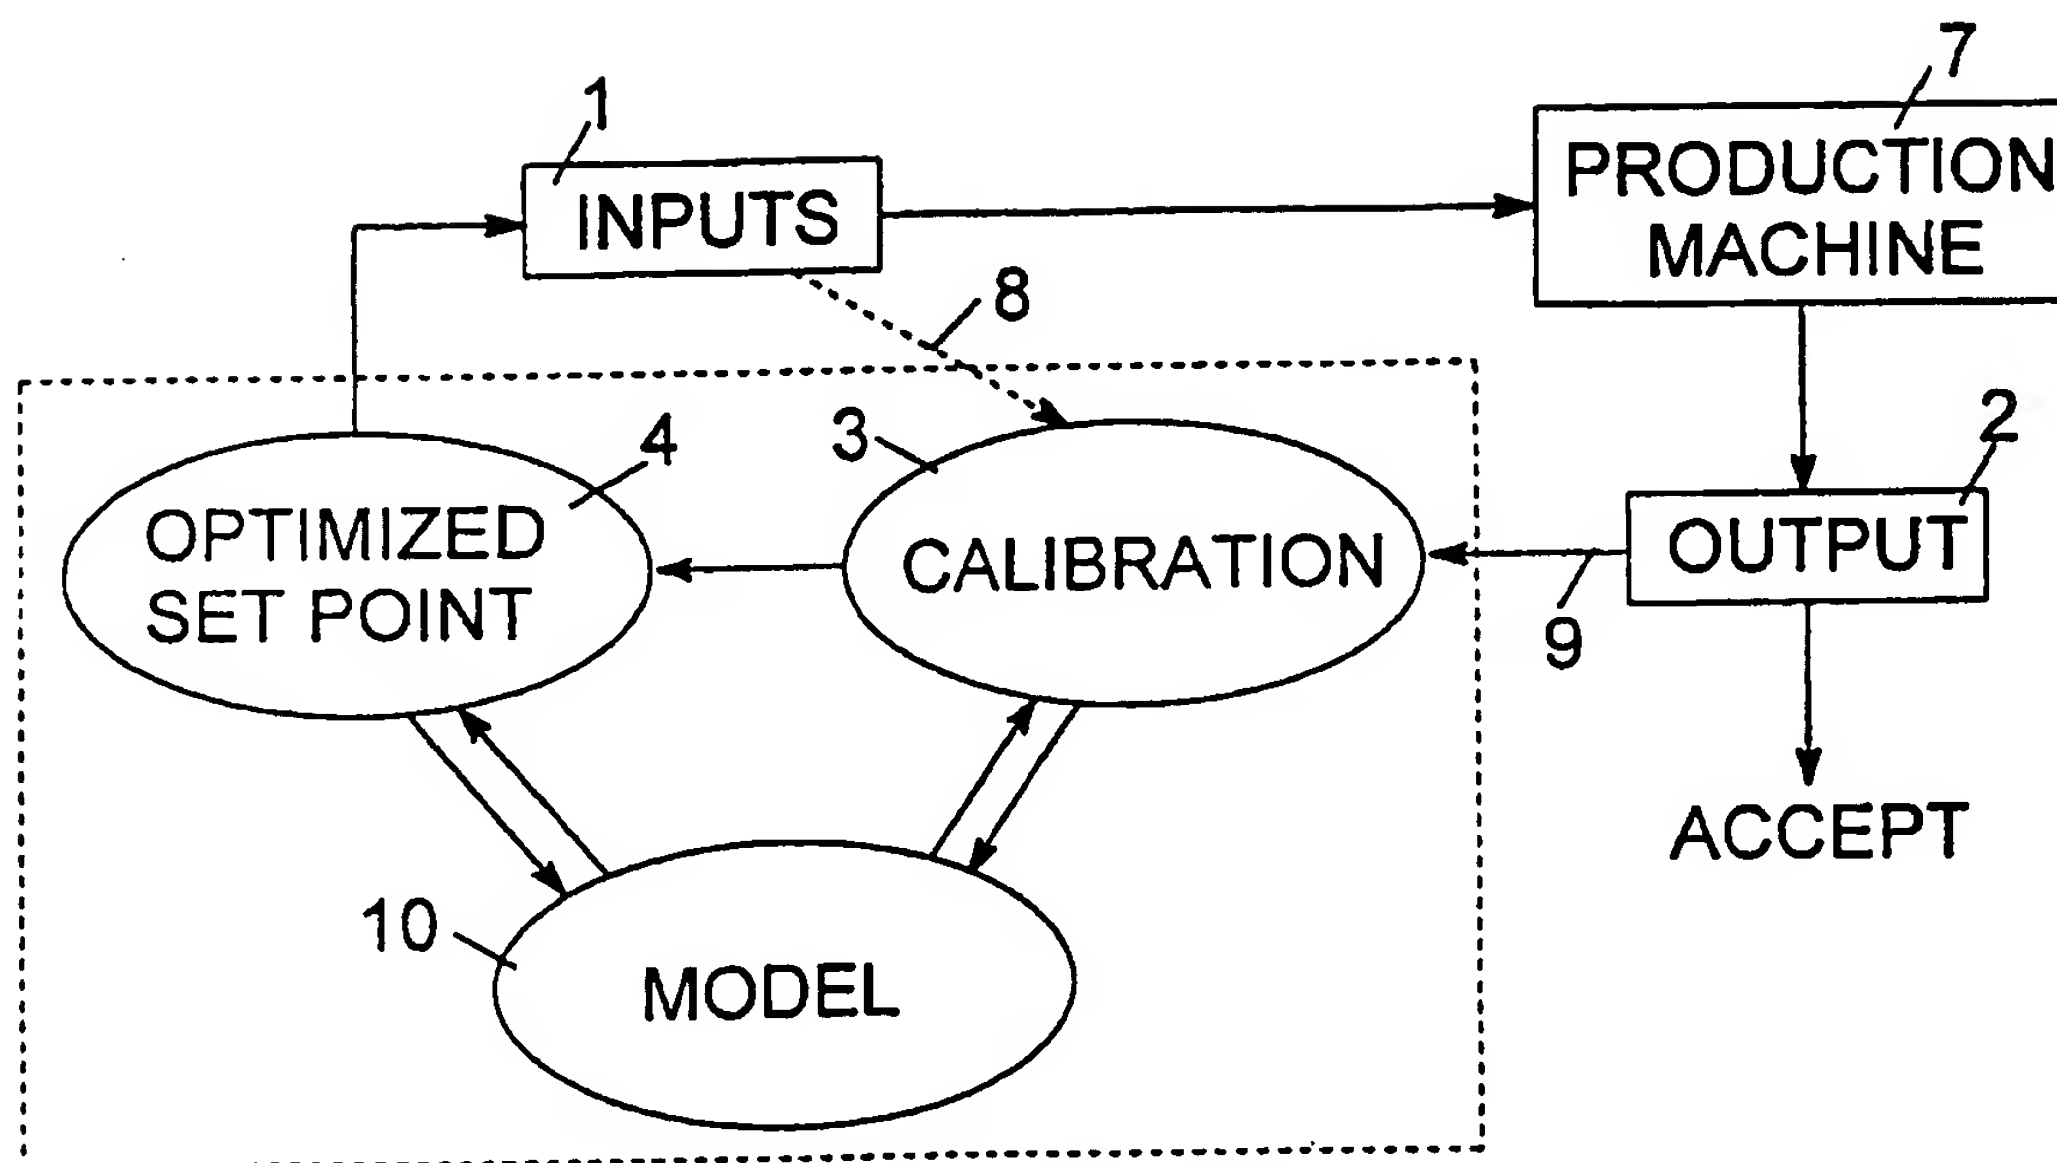 7
1
PRODUCTION
MACHINE
INPUTS
8
2
3
4
OUTPUT
OPTIMIZED
SET POINT
CALIBRATION
9
ACCEPT
10
MODEL